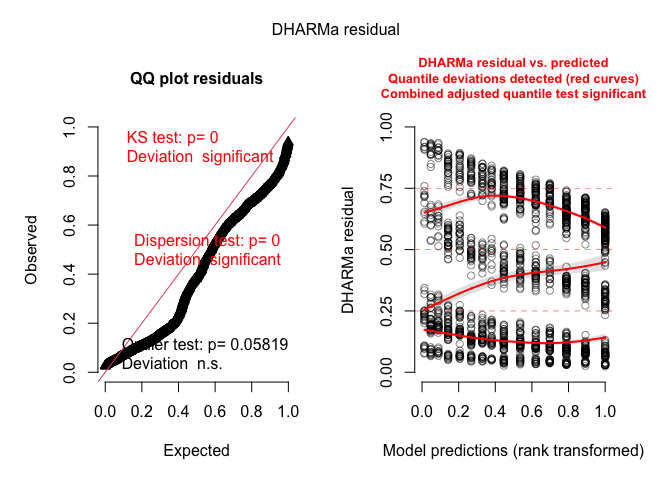 DHARMa residual
QQ plot residuals
KS test: p= 0
Deviation significant
Dispersion test: p= 0
Deviation significant
Outlier test: p= 0.05819
Deviation n.s.
Observed
0.0 0.2 0.4 0.6 0.8 1.0
0.0 0.2 0.4 0.6 0.8 1.0
Expected
DHARMa residual vs. predicted
Quantile deviations detected (red curves)
Combined adjusted quantile test significant
DHARMa residual
0.00 0.25 0.50 0.75 1.00
0.0 0.2 0.4 0.6 0.8 1.0
Model predictions (rank transformed)